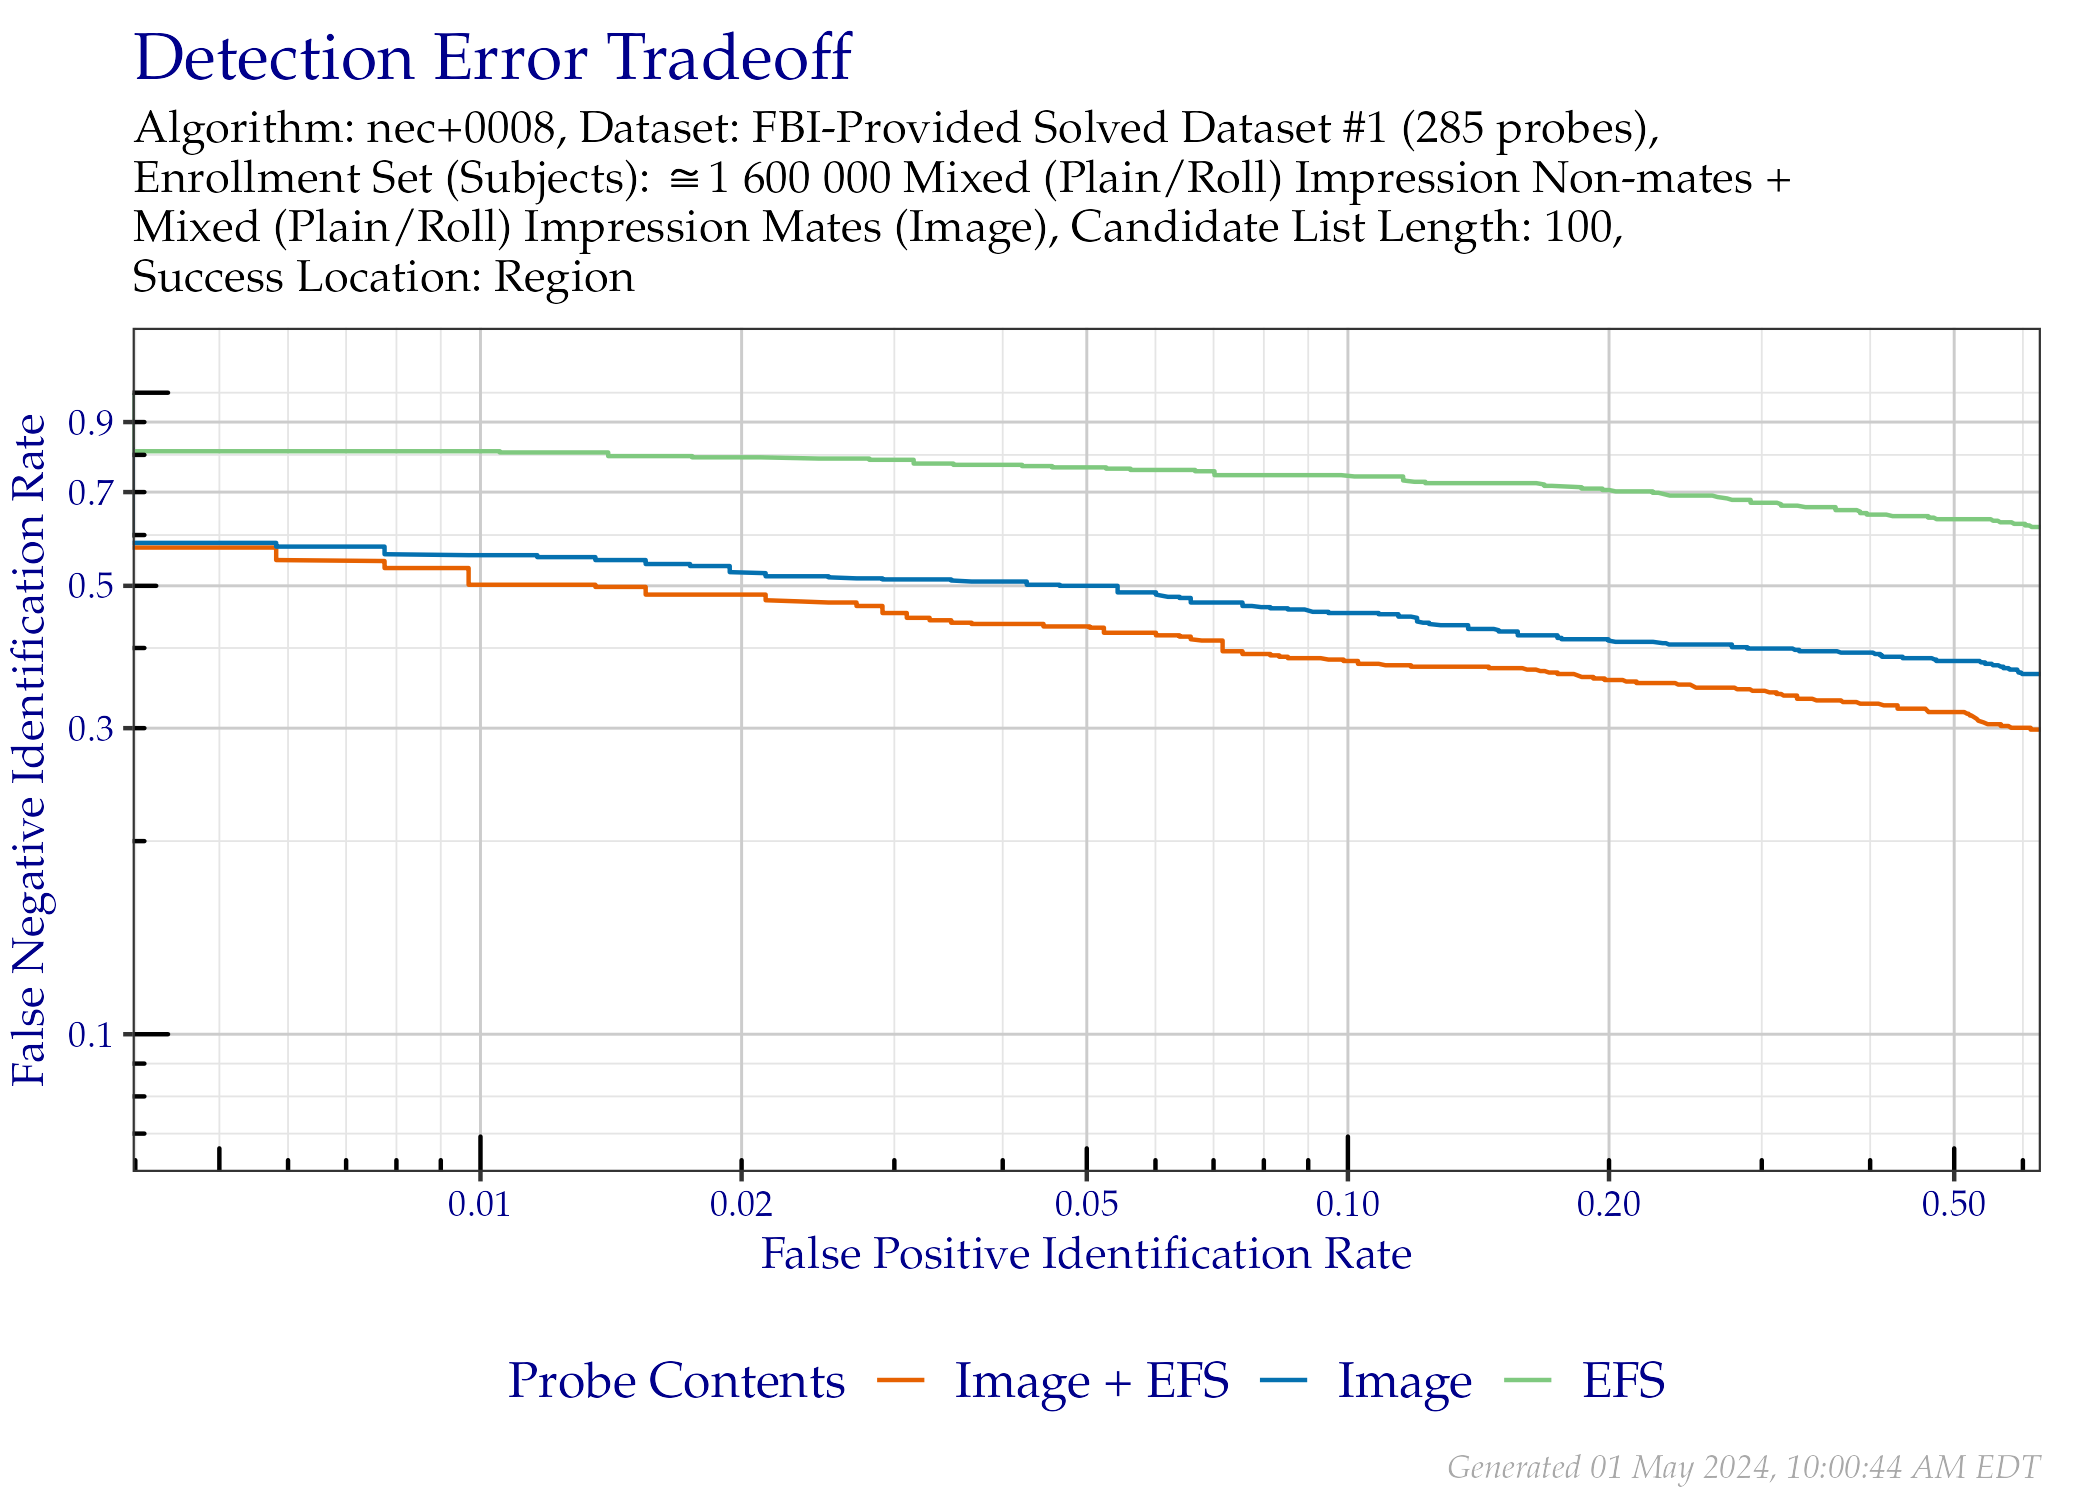 Detection Error Tradeoff
Algorithm: nec+0008, Dataset: FBI-Provided Solved Dataset #1 (285 probes),
Enrollment Set (Subjects): ≅ 1 600 000 Mixed (Plain/Roll) Impression Non-mates +
Mixed (Plain/Roll) Impression Mates (Image), Candidate List Length: 100,
Success Location: Region
False Negative Identification Rate
0.9
0.7
0.5
0.3
0.1
0.01 0.02 0.05 0.10 0.20 0.50
False Positive Identification Rate
Probe Contents Image + EFS Image EFS
Generated 01 May 2024, 10:00:44 AM EDT